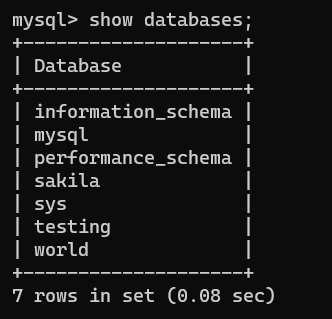 mysql> show databases;
+--------------------+
| Database           |
+--------------------+
| information_schema |
| mysql              |
| performance_schema |
| sakila             |
| sys                |
| testing            |
| world              |
+--------------------+
7 rows in set (0.08 sec)